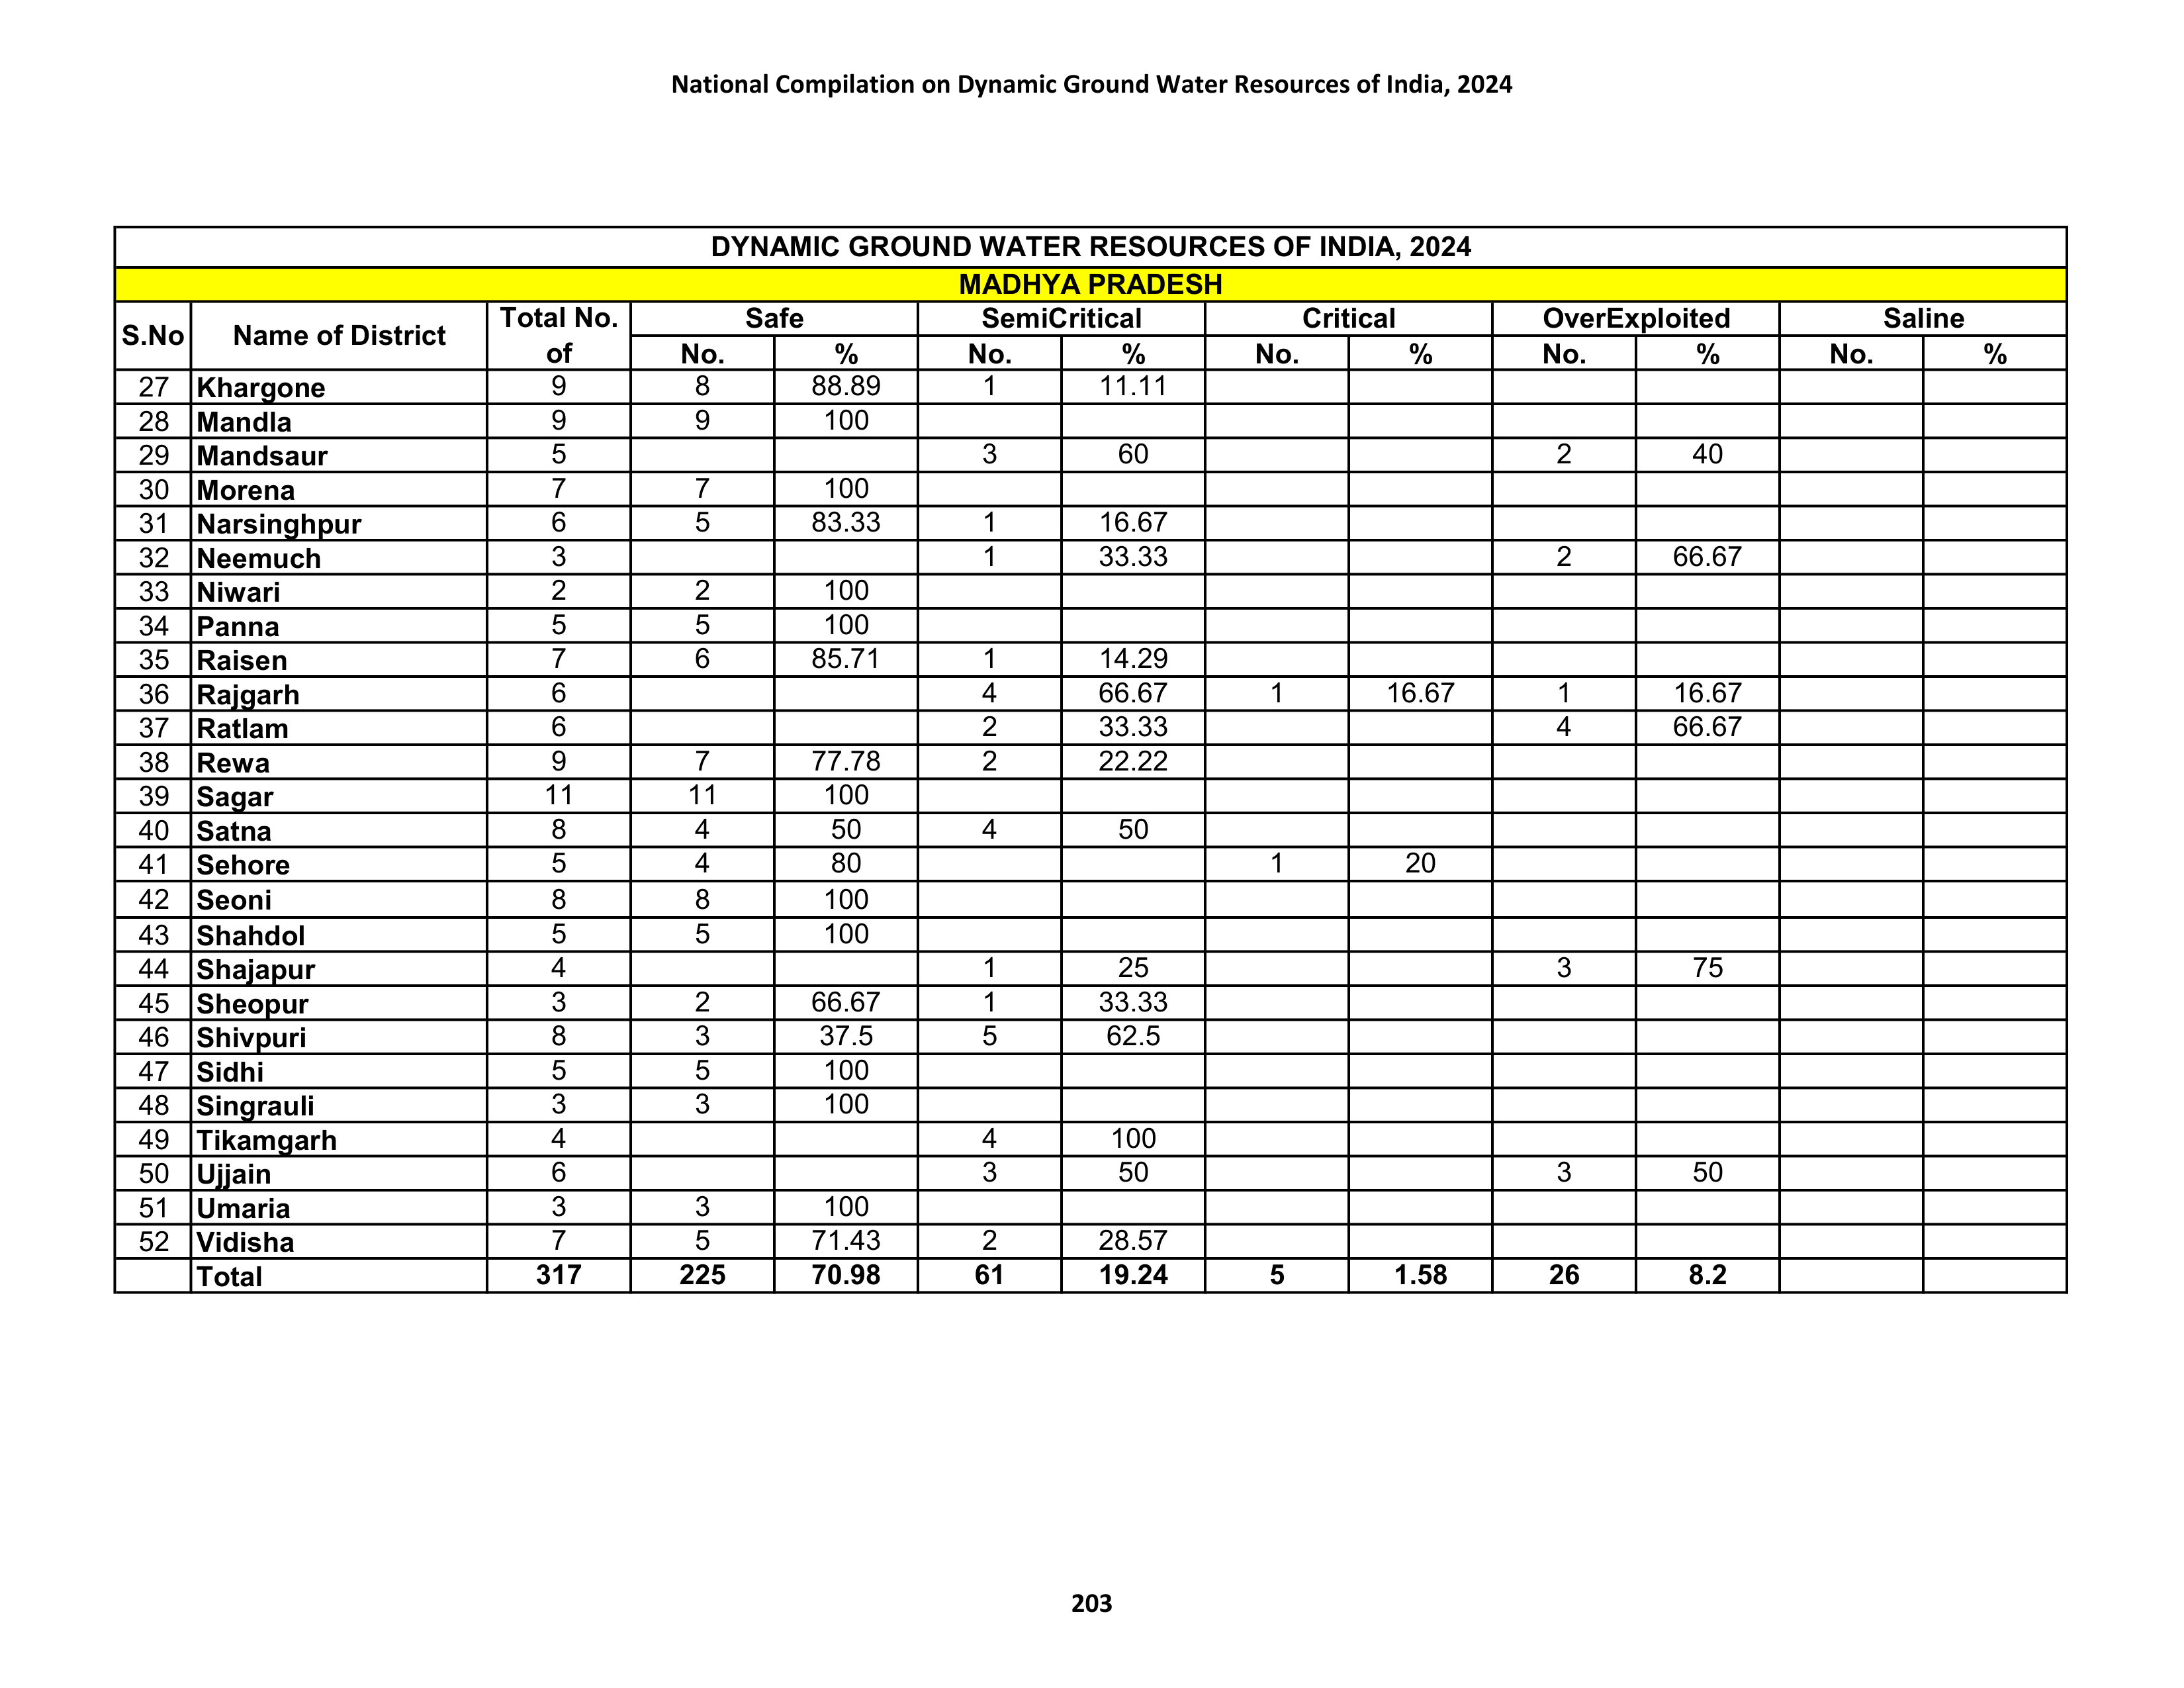 National Compilation on Dynamic Ground Water Resources of India, 2024
DYNAMIC GROUND WATER RESOURCES OF INDIA, 2024
MADHYA PRADESH
S.No Name of District Total No. of Safe SemiCritical Critical OverExploited Saline
No. % No. % No. % No. % No. %
27 Khargone 9 8 88.89 1 11.11
28 Mandla 9 9 100
29 Mandsaur 5 3 60 2 40
30 Morena 7 7 100
31 Narsinghpur 6 5 83.33 1 16.67
32 Neemuch 3 1 33.33 2 66.67
33 Niwari 2 2 100
34 Panna 5 5 100
35 Raisen 7 6 85.71 1 14.29
36 Rajgarh 6 4 66.67 1 16.67 1 16.67
37 Ratlam 6 2 33.33 4 66.67
38 Rewa 9 7 77.78 2 22.22
39 Sagar 11 11 100
40 Satna 8 4 50 4 50
41 Sehore 5 4 80 1 20
42 Seoni 8 8 100
43 Shahdol 5 5 100
44 Shajapur 4 1 25 3 75
45 Sheopur 3 2 66.67 1 33.33
46 Shivpuri 8 3 37.5 5 62.5
47 Sidhi 5 5 100
48 Singrauli 3 3 100
49 Tikamgarh 4 4 100
50 Ujjain 6 3 50 3 50
51 Umaria 3 3 100
52 Vidisha 7 5 71.43 2 28.57
Total 317 225 70.98 61 19.24 5 1.58 26 8.2
203